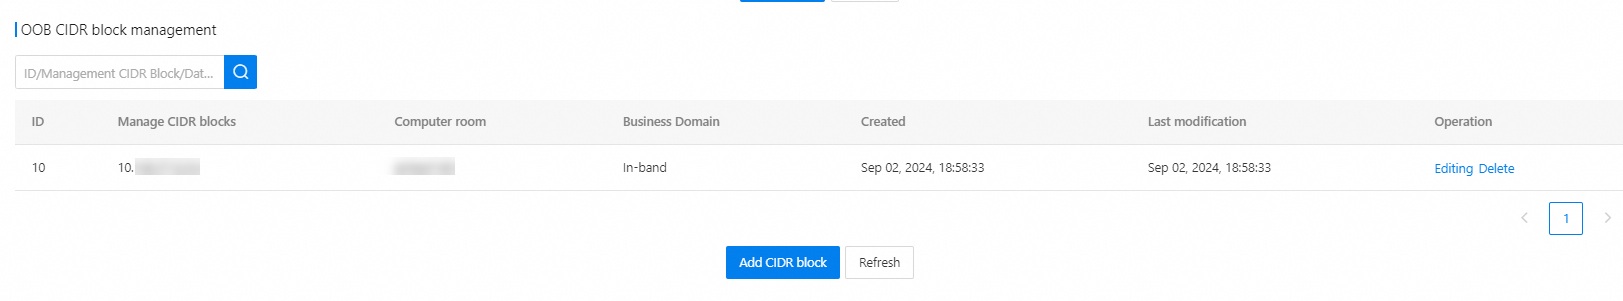 OOB CIDR block management
ID/Management CIDR Block/Dat...
ID Manage CIDR blocks Computer room Business Domain Created Last modification Operation
10 10. In-band Sep 02, 2024, 18:58:33 Sep 02, 2024, 18:58:33 Editing Delete
1
Add CIDR block Refresh